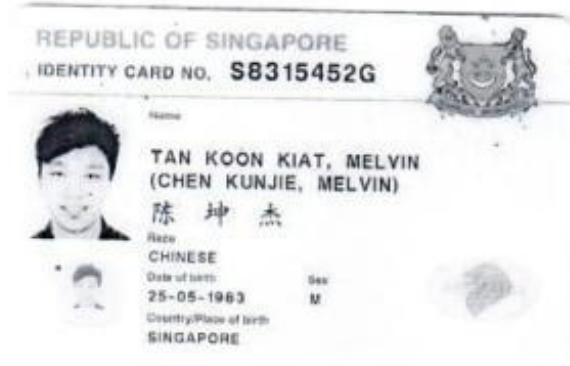 REPUBLIC OF SINGAPORE
IDENTITY CARD NO. S8315452G
Name
TAN KOON KIAT, MELVIN
(CHEN KUNJIE, MELVIN)
陈 坤 杰
Race
CHINESE
Date of birth Sex
25-05-1983 M
Country/Place of birth
SINGAPORE